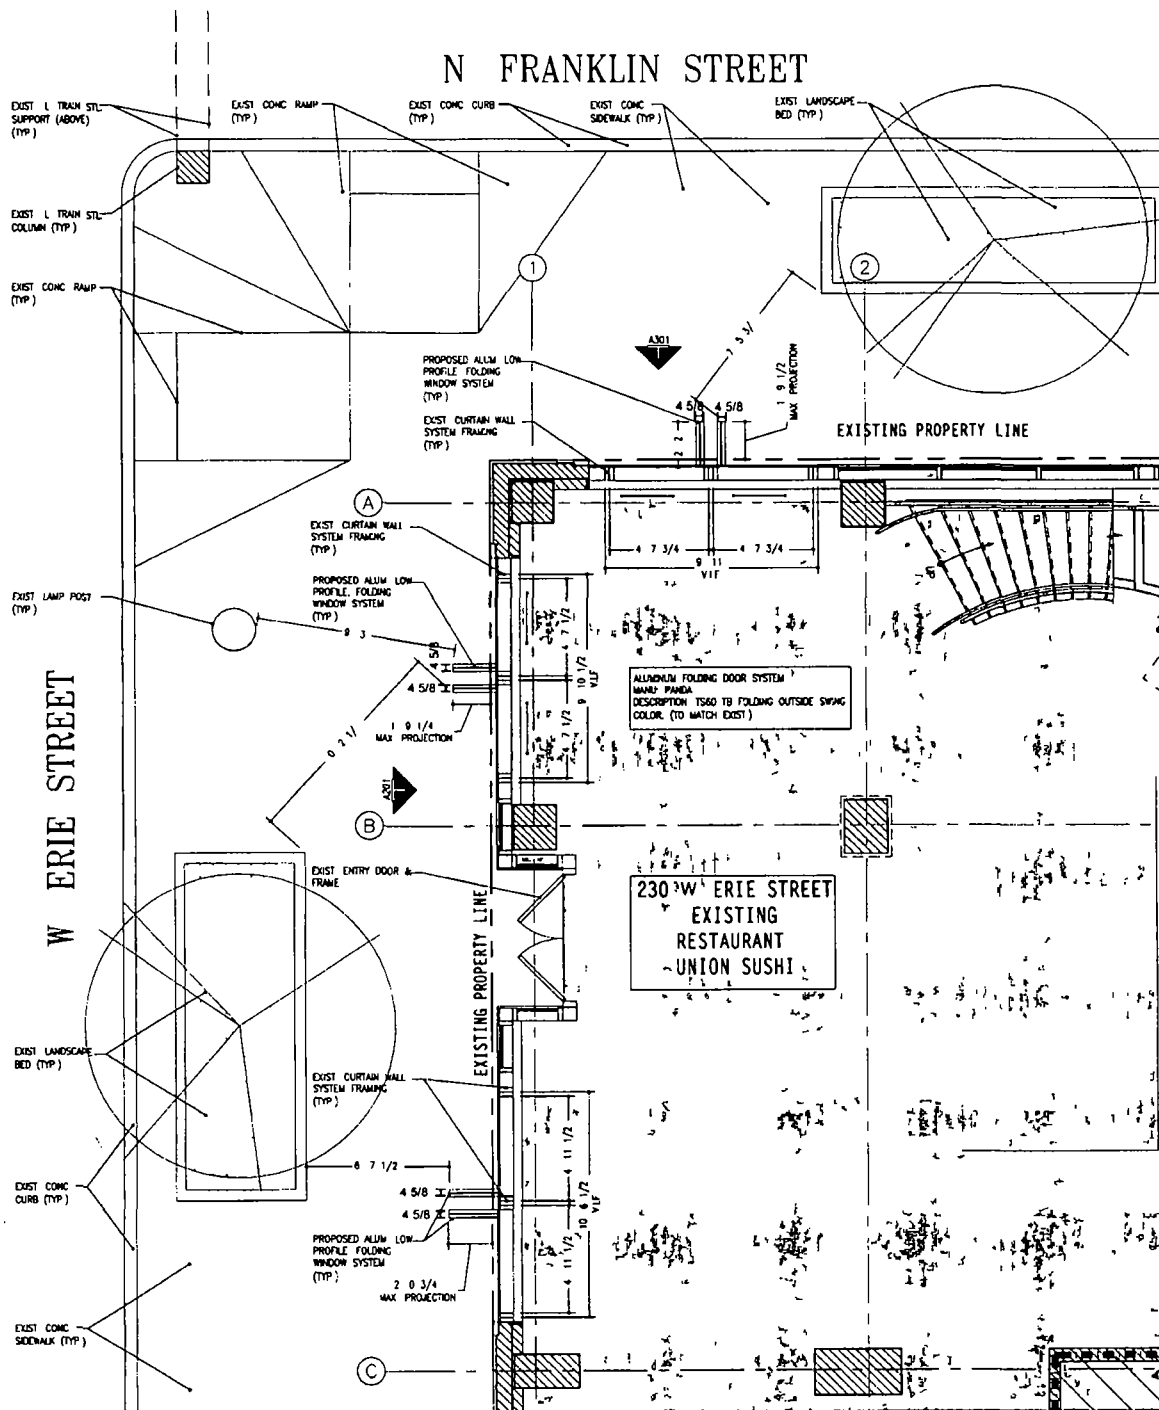 N FRANKLIN STREET
EXIST L TRAIN STL
SUPPORT (ABOVE)
(TYP)
EXIST CONC RAMP
(TYP)
EXIST CONC CURB
(TYP)
EXIST CONC
SIDEWALK (TYP)
EXIST LANDSCAPE
BED (TYP)
EXIST L TRAIN STL
COLUMN (TYP)
EXIST CONC RAMP
(TYP)
1
2
A301
1
PROPOSED ALUM LOW
PROFILE FOLDING
WINDOW SYSTEM
(TYP)
4 5/8
4 5/8
1 9 1/2
MAX PROJECTION
2 2
EXIST CURTAIN WALL
SYSTEM FRAMING
(TYP)
EXISTING PROPERTY LINE
A
EXIST CURTAIN WALL
SYSTEM FRAMING
(TYP)
4 7 3/4
4 7 3/4
9 11
VIF
UP
PROPOSED ALUM LOW
PROFILE, FOLDING
WINDOW SYSTEM
(TYP)
EXIST LAMP POST
(TYP)
9 3
4 5/8
4 5/8
4 7 1/2
9 10 1/2
VIF
4 7 1/2
1 9 1/4
MAX PROJECTION
ALUMINUM FOLDING DOOR SYSTEM
MANU PANDA
DESCRIPTION TS60 TB FOLDING OUTSIDE SWING
COLOR (TO MATCH EXIST)
W ERIE STREET
A201
1
B
EXIST ENTRY DOOR &
FRAME
EXISTING PROPERTY LINE
230 W ERIE STREET
EXISTING
RESTAURANT
UNION SUSHI
EXIST LANDSCAPE
BED (TYP)
EXIST CURTAIN WALL
SYSTEM FRAMING
(TYP)
6 7 1/2
4 5/8
4 5/8
4 11 1/2
10 6 1/2
VIF
4 11 1/2
EXIST CONC
CURB (TYP)
PROPOSED ALUM LOW
PROFILE FOLDING
WINDOW SYSTEM
(TYP)
2 0 3/4
MAX PROJECTION
EXIST CONC
SIDEWALK (TYP)
C